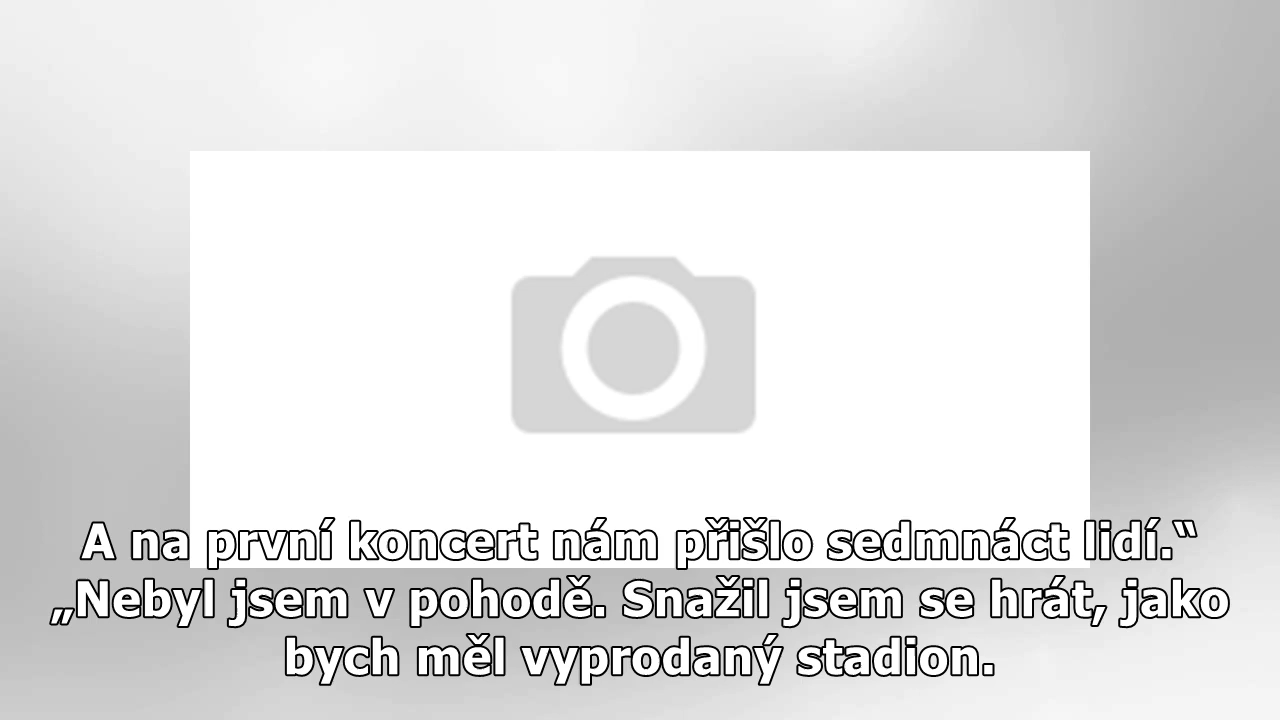 A na první koncert nám přišlo sedmnáct lidí.“
„Nebyl jsem v pohodě. Snažil jsem se hrát, jako
bych měl vyprodaný stadion.